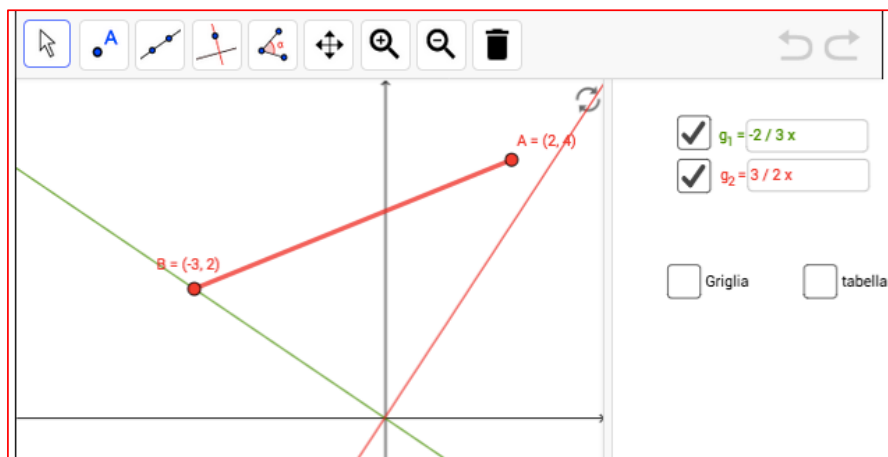 A
α
A = (2, 4)
B = (-3, 2)
g₁ = -2 / 3 x
g₂ = 3 / 2 x
Griglia
tabella